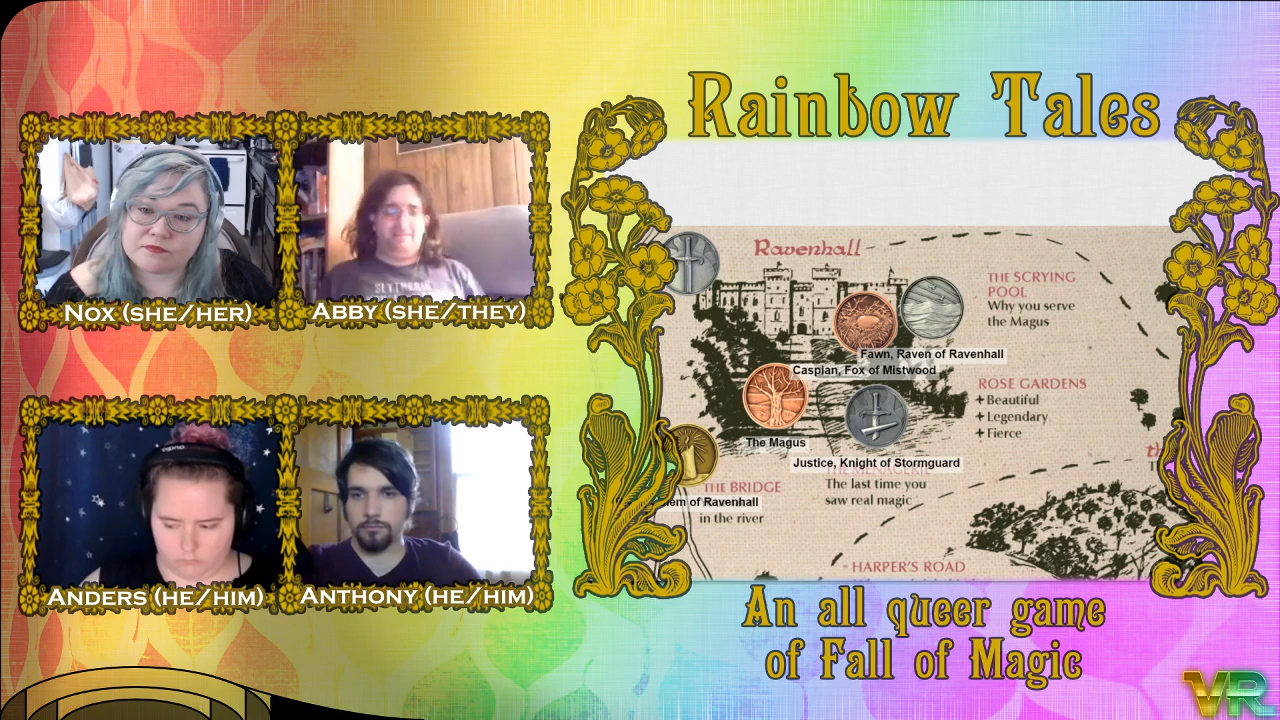 Rainbow Tales
NOX (SHE/HER)
ABBY (SHE/THEY)
SLYTHERIN
ANDERS (HE/HIM)
ANTHONY (HE/HIM)
Ravenhall
THE SCRYING
POOL
Why you serve
the Magus
Fawn, Raven of Ravenhall
Caspian, Fox of Mistwood
ROSE GARDENS
+ Beautiful
+ Legendary
+ Fierce
The Magus
Justice, Knight of Stormguard
The last time you
saw real magic
THE BRIDGE
of Ravenhall
in the river
HARPER'S ROAD
An all queer game
of Fall of Magic
VR